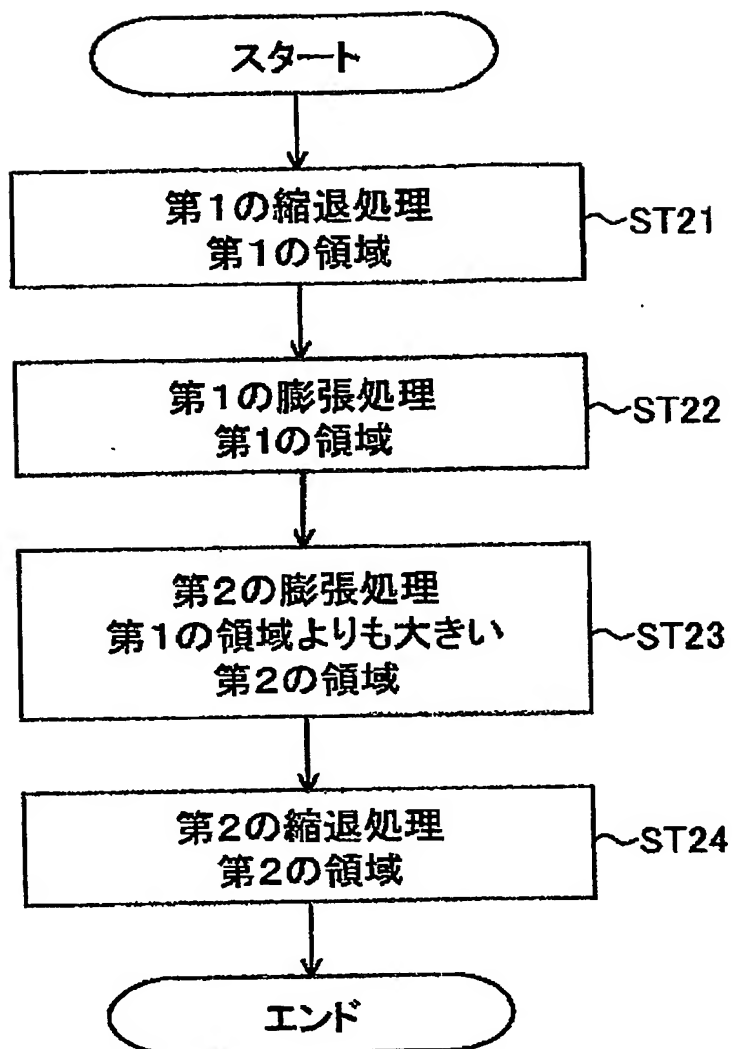 スタート
第1の縮退処理
第1の領域
ST21
第1の膨張処理
第1の領域
ST22
第2の膨張処理
第1の領域よりも大きい
第2の領域
ST23
第2の縮退処理
第2の領域
ST24
エンド